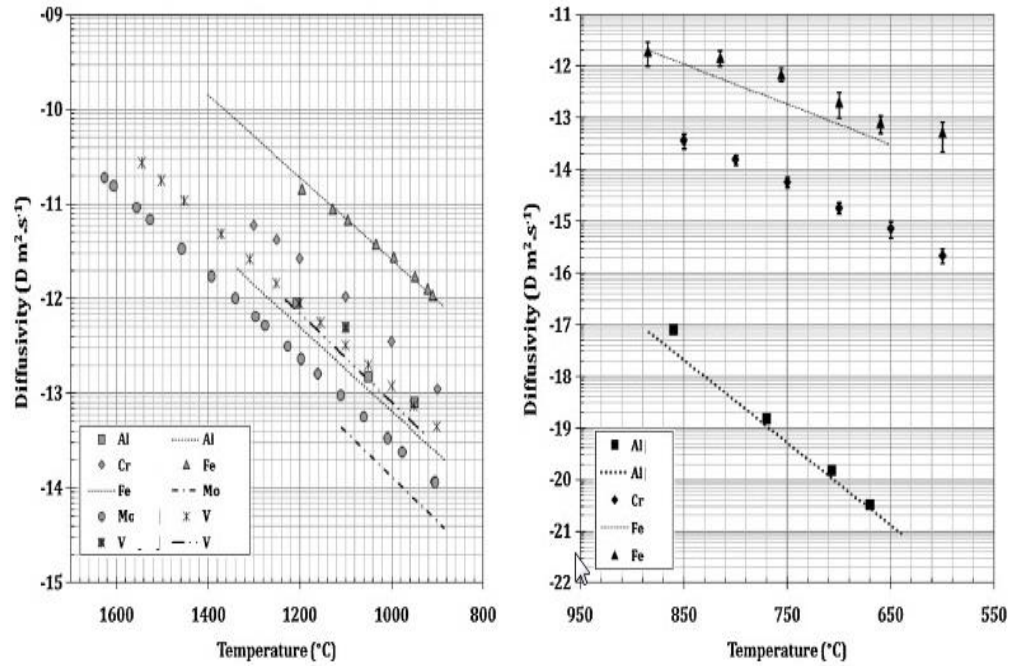 -09
-10
-11
-12
-13
-14
-15
1600 1400 1200 1000 800
Temperature (°C)
Diffusivity (D m².s⁻¹)
Al Al
Cr Fe
Fe Mo
Mo V
V V
-11
-12
-13
-14
-15
-16
-17
-18
-19
-20
-21
-22
950 850 750 650 550
Temperature (°C)
Diffusivity (D m².s⁻¹)
Al
Al
Cr
Fe
Fe